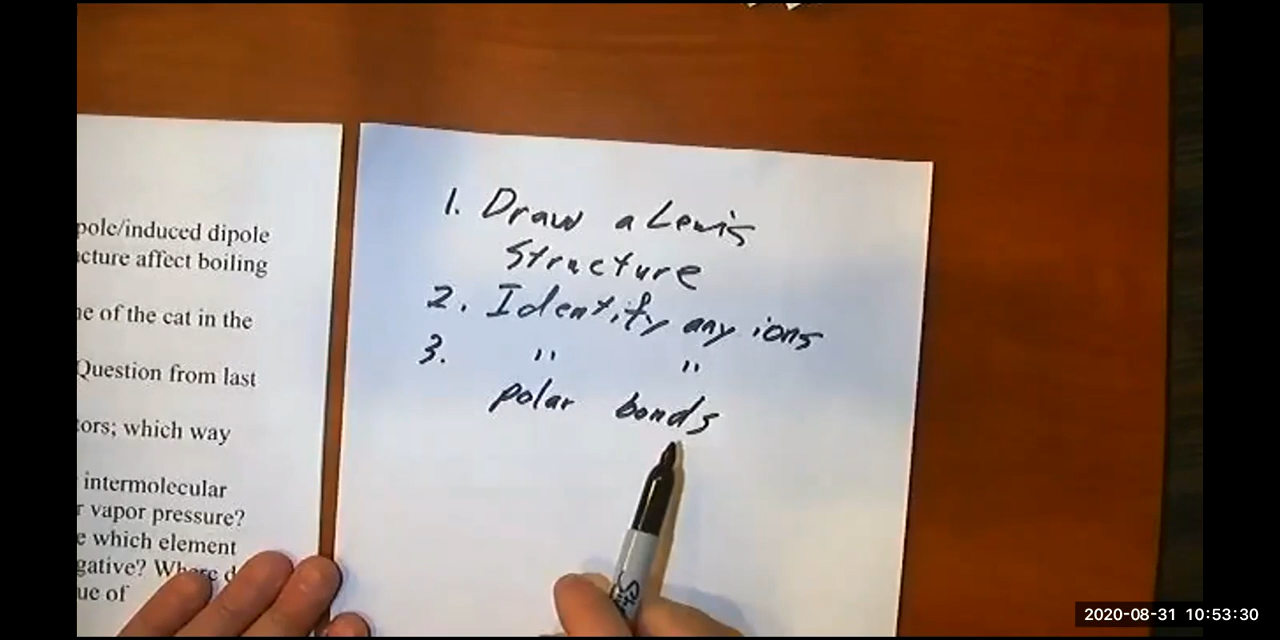 pole/induced dipole
cture affect boiling
e of the cat in the
Question from last
ors; which way
intermolecular
r vapor pressure?
e which element
gative? Where d
ue of
1. Draw a Lewis
Structure
2. Identify any ions
3. " "
polar bonds
2020-08-31 10:53:30